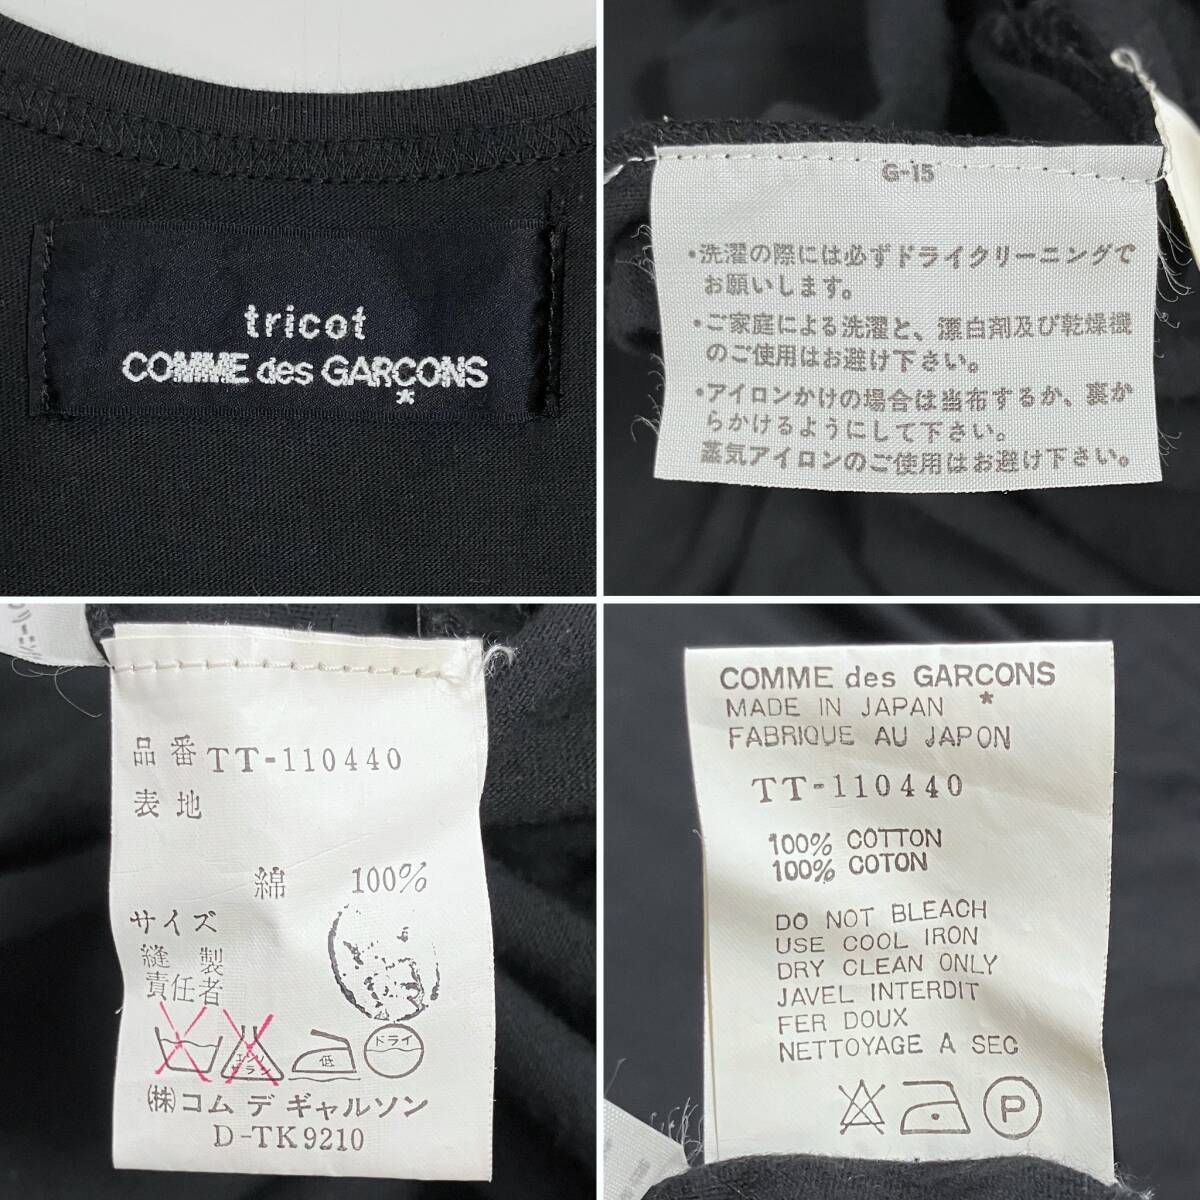 tricot
COMME des GARCONS
*
G-15
・洗濯の際には必ずドライクリーニングで
お願いします。
・ご家庭による洗濯と、漂白剤及び乾燥機
のご使用はお避け下さい。
・アイロンかけの場合は当布するか、裏か
らかけるようにして下さい。
蒸気アイロンのご使用はお避け下さい。
品番 TT-110440
表地
綿 100%
サイズ
縫製
責任者
エンソ
サラシ
低
ドライ
㈱コム デ ギャルソン
D-TK9210
COMME des GARCONS
*
MADE IN JAPAN
FABRIQUE AU JAPON
TT-110440
100% COTTON
100% COTON
DO NOT BLEACH
USE COOL IRON
DRY CLEAN ONLY
JAVEL INTERDIT
FER DOUX
NETTOYAGE A SEC
P